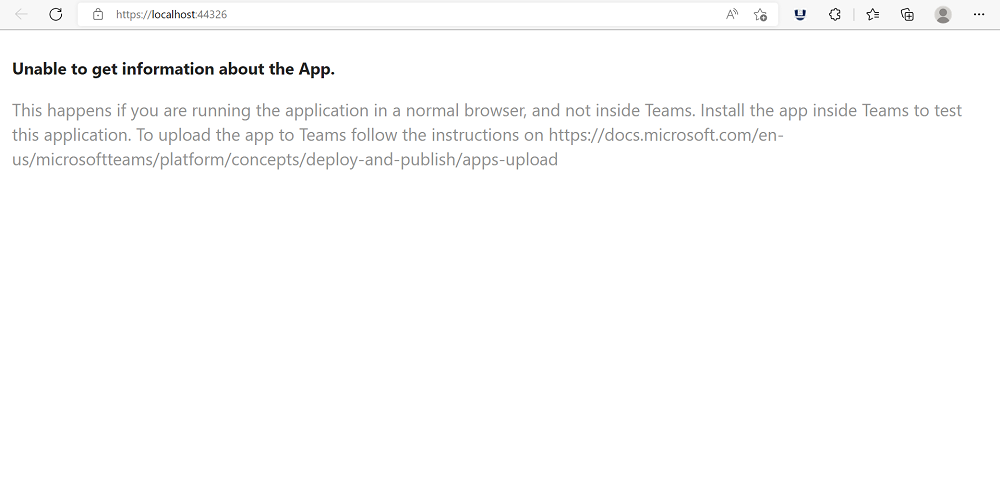 https://localhost:44326
Unable to get information about the App.
This happens if you are running the application in a normal browser, and not inside Teams. Install the app inside Teams to test
this application. To upload the app to Teams follow the instructions on https://docs.microsoft.com/en-
us/microsoftteams/platform/concepts/deploy-and-publish/apps-upload